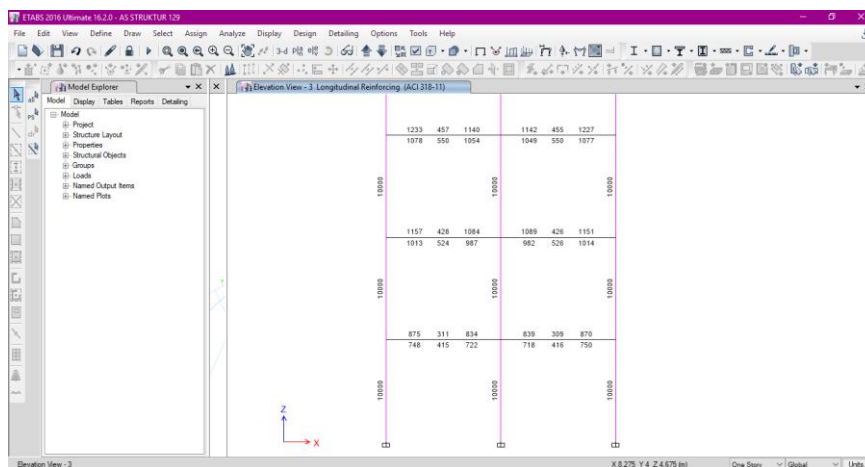 ETABS 2016 Ultimate 16.2.0 - AS STRUKTUR 129
File Edit View Define Draw Select Assign Analyze Display Design Detailing Options Tools Help
3-d
Model Explorer
Elevation View - 3 Longitudinal Reinforcing (ACI 318-11)
Model Display Tables Reports Detailing
Model
Project
Structure Layout
Properties
Structural Objects
Groups
Loads
Named Output Items
Named Plots
1233 457 1140 1142 455 1227
1078 550 1054 1049 550 1077
10000 10000 10000
1157 428 1084 1089 426 1151
1013 524 987 982 526 1014
10000 10000 10000
875 311 834 839 309 870
748 415 722 718 416 750
10000 10000 10000
Z
X
Elevation View - 3
X 8.275 Y 4 Z 4.675 (m)
One Story
Global
Units